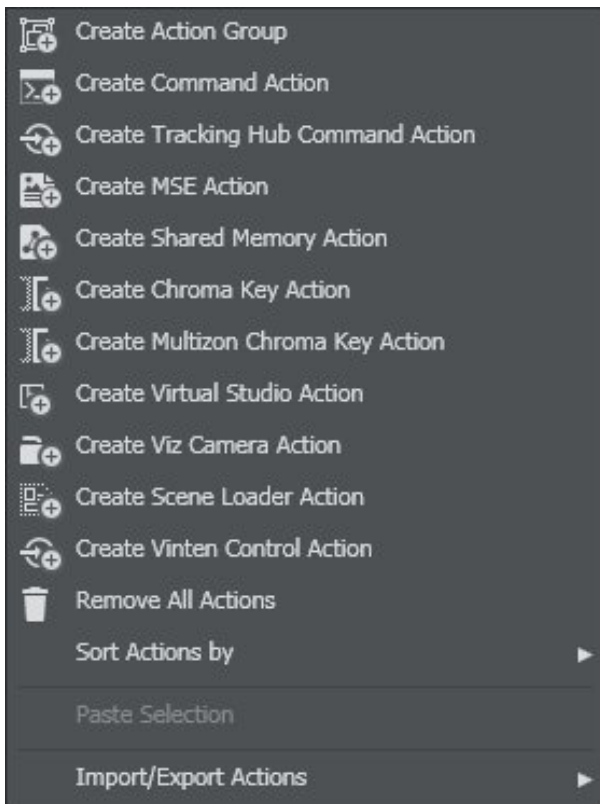 Create Action Group
Create Command Action
Create Tracking Hub Command Action
Create MSE Action
Create Shared Memory Action
Create Chroma Key Action
Create Multizon Chroma Key Action
Create Virtual Studio Action
Create Viz Camera Action
Create Scene Loader Action
Create Vinten Control Action
Remove All Actions
Sort Actions by
Paste Selection
Import/Export Actions